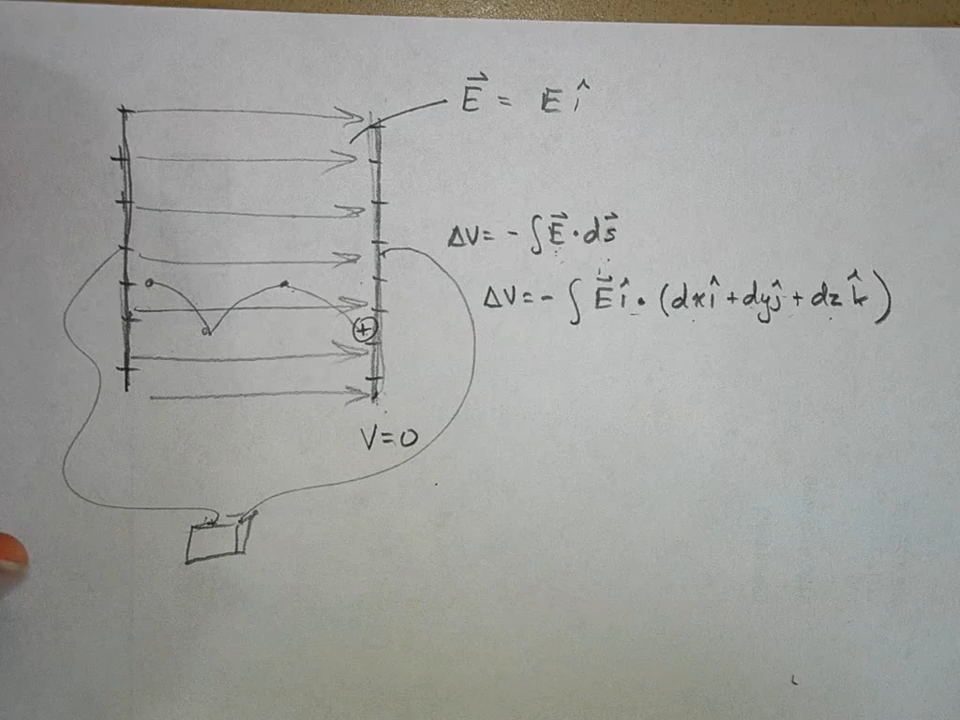 E⃗ = E î
ΔV = - ∫ E⃗ · ds⃗
ΔV = - ∫ E⃗ î · (dx î + dy ĵ + dz k̂)
+
V = 0